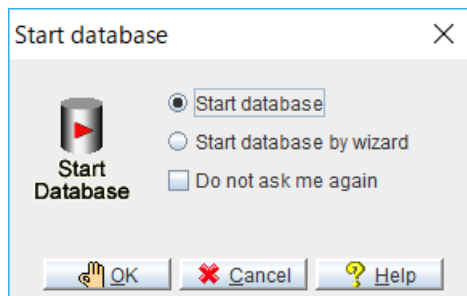 Start database
Start database
Start database by wizard
Do not ask me again
Start
Database
OK
Cancel
Help